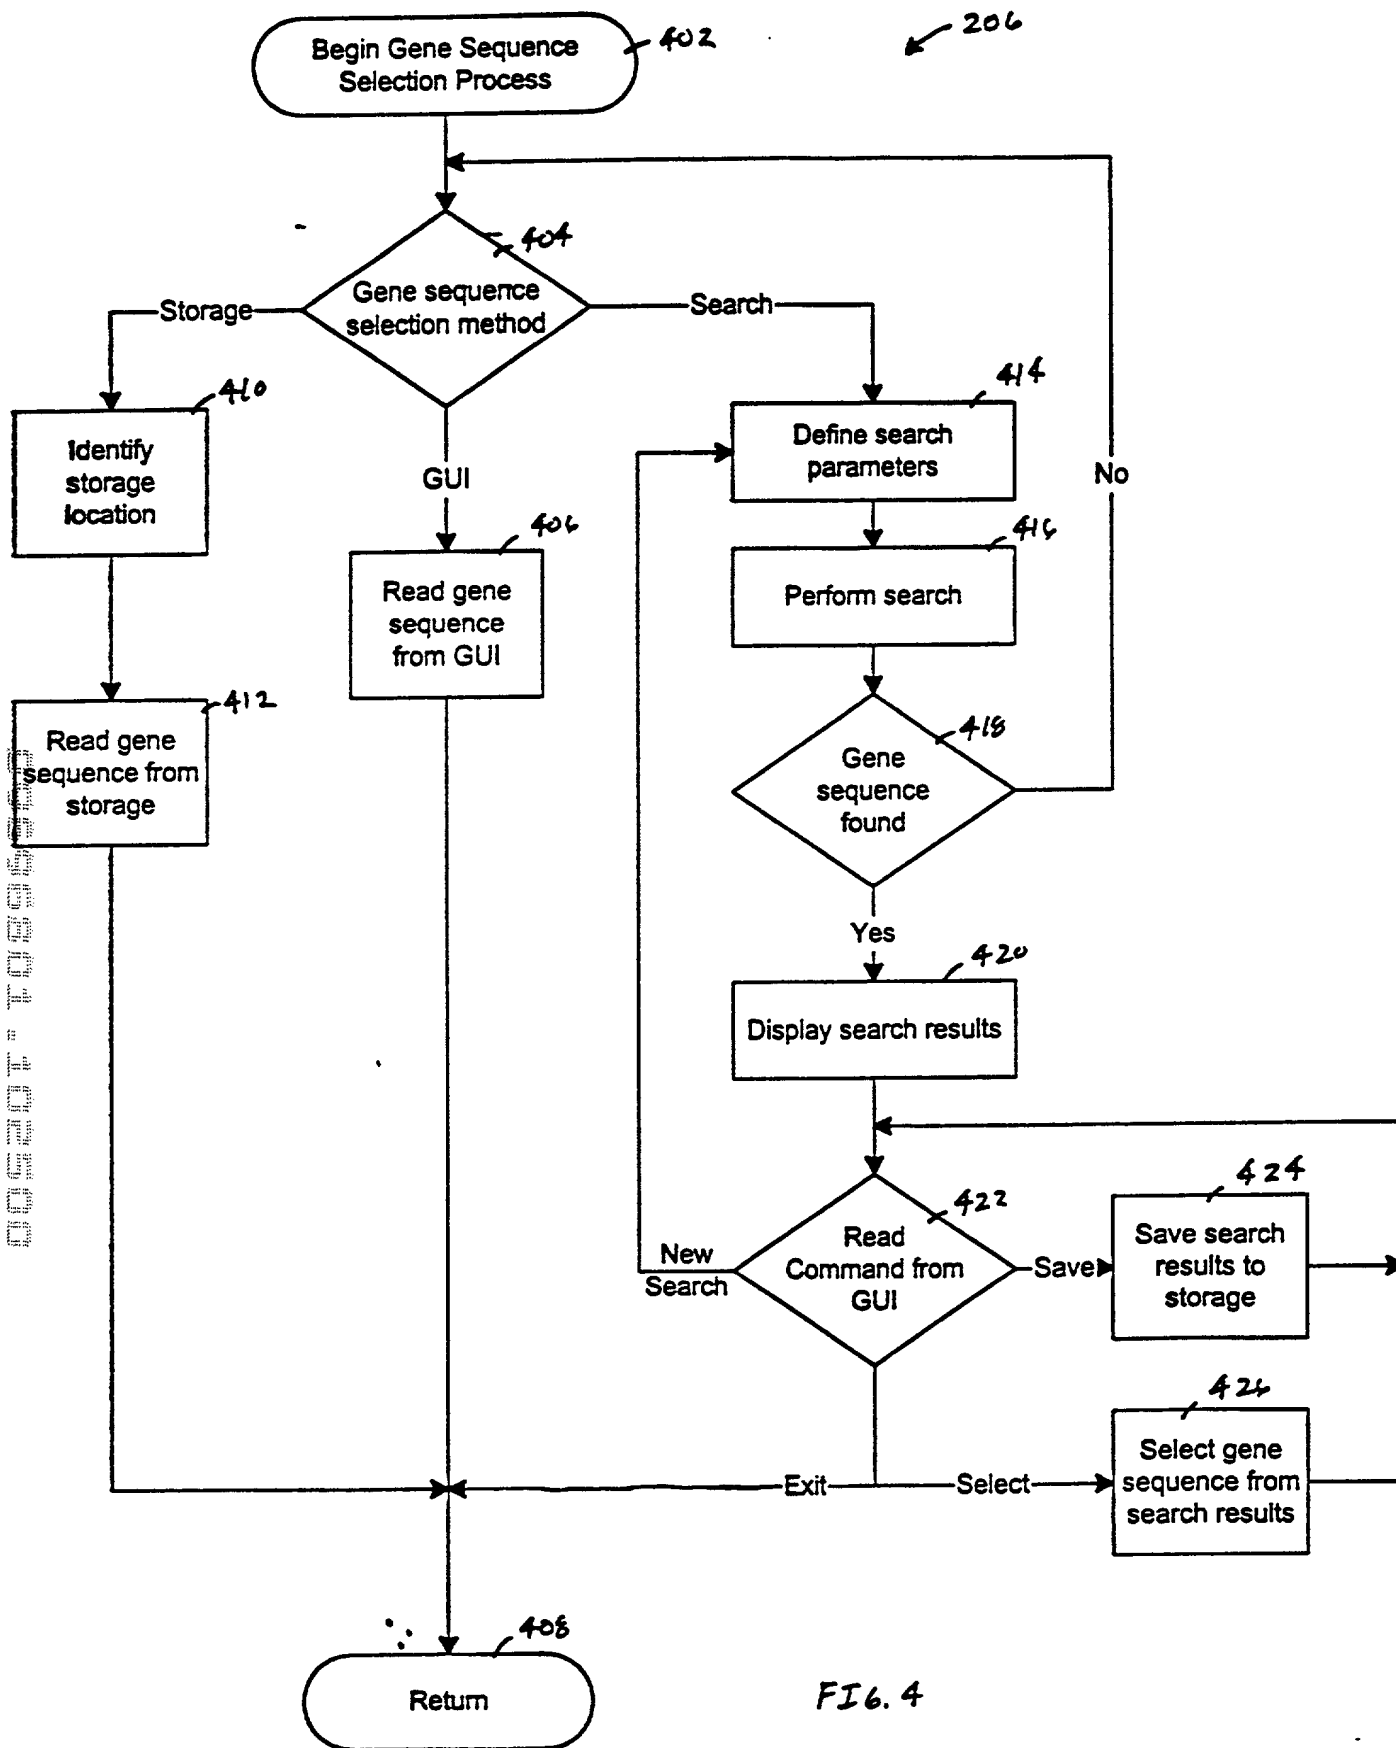 Begin Gene Sequence
Selection Process
402
206
404
Gene sequence
selection method
Storage
Search
410
Identify
storage
location
GUI
414
Define search
parameters
No
406
Read gene
sequence
from GUI
416
Perform search
412
Read gene
sequence from
storage
418
Gene
sequence
found
Yes
420
Display search results
422
Read
Command from
GUI
New
Search
Save
424
Save search
results to
storage
426
Select gene
sequence from
search results
Exit
Select
408
Return
FIG. 4